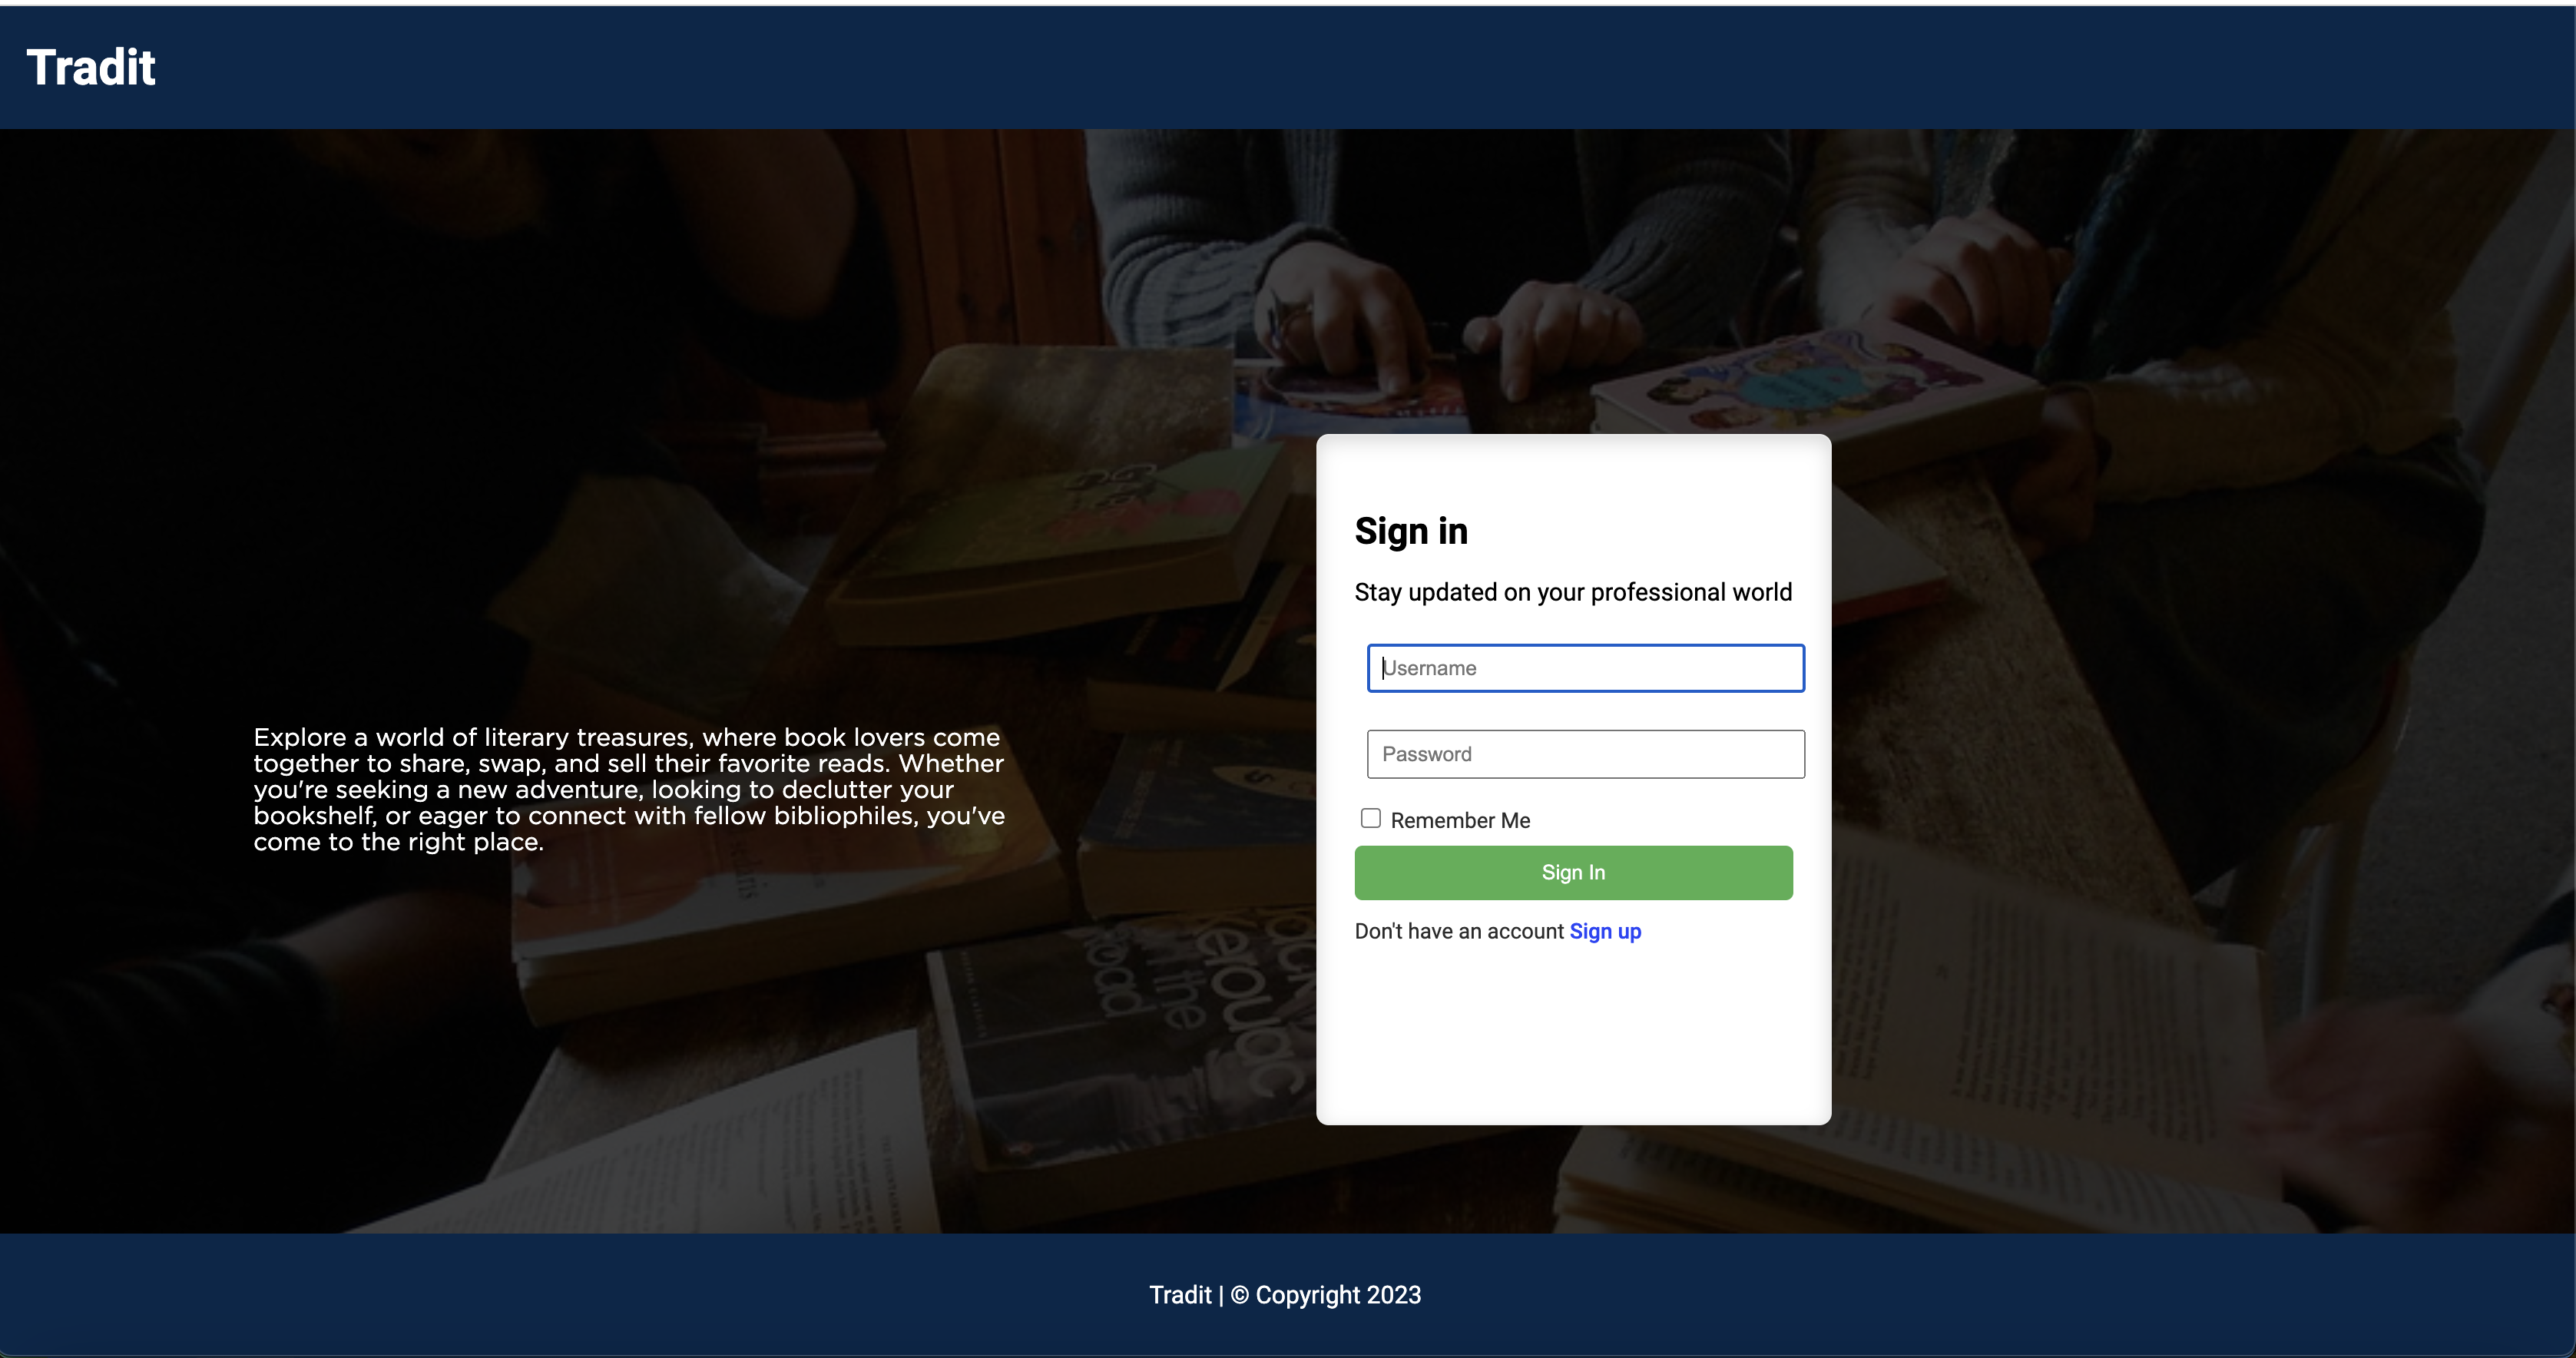 Tradit
Explore a world of literary treasures, where book lovers come
together to share, swap, and sell their favorite reads. Whether
you're seeking a new adventure, looking to declutter your
bookshelf, or eager to connect with fellow bibliophiles, you've
come to the right place.
Sign in
Stay updated on your professional world
Username
Password
Remember Me
Sign In
Don't have an account Sign up
road
the
Tradit | © Copyright 2023